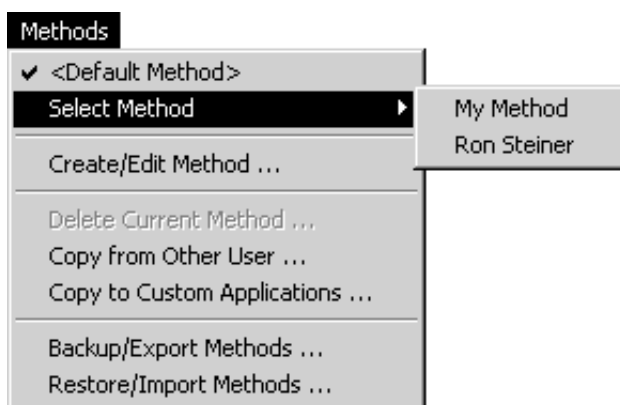 Methods
<Default Method>
Select Method
My Method
Ron Steiner
Create/Edit Method ...
Delete Current Method ...
Copy from Other User ...
Copy to Custom Applications ...
Backup/Export Methods ...
Restore/Import Methods ...